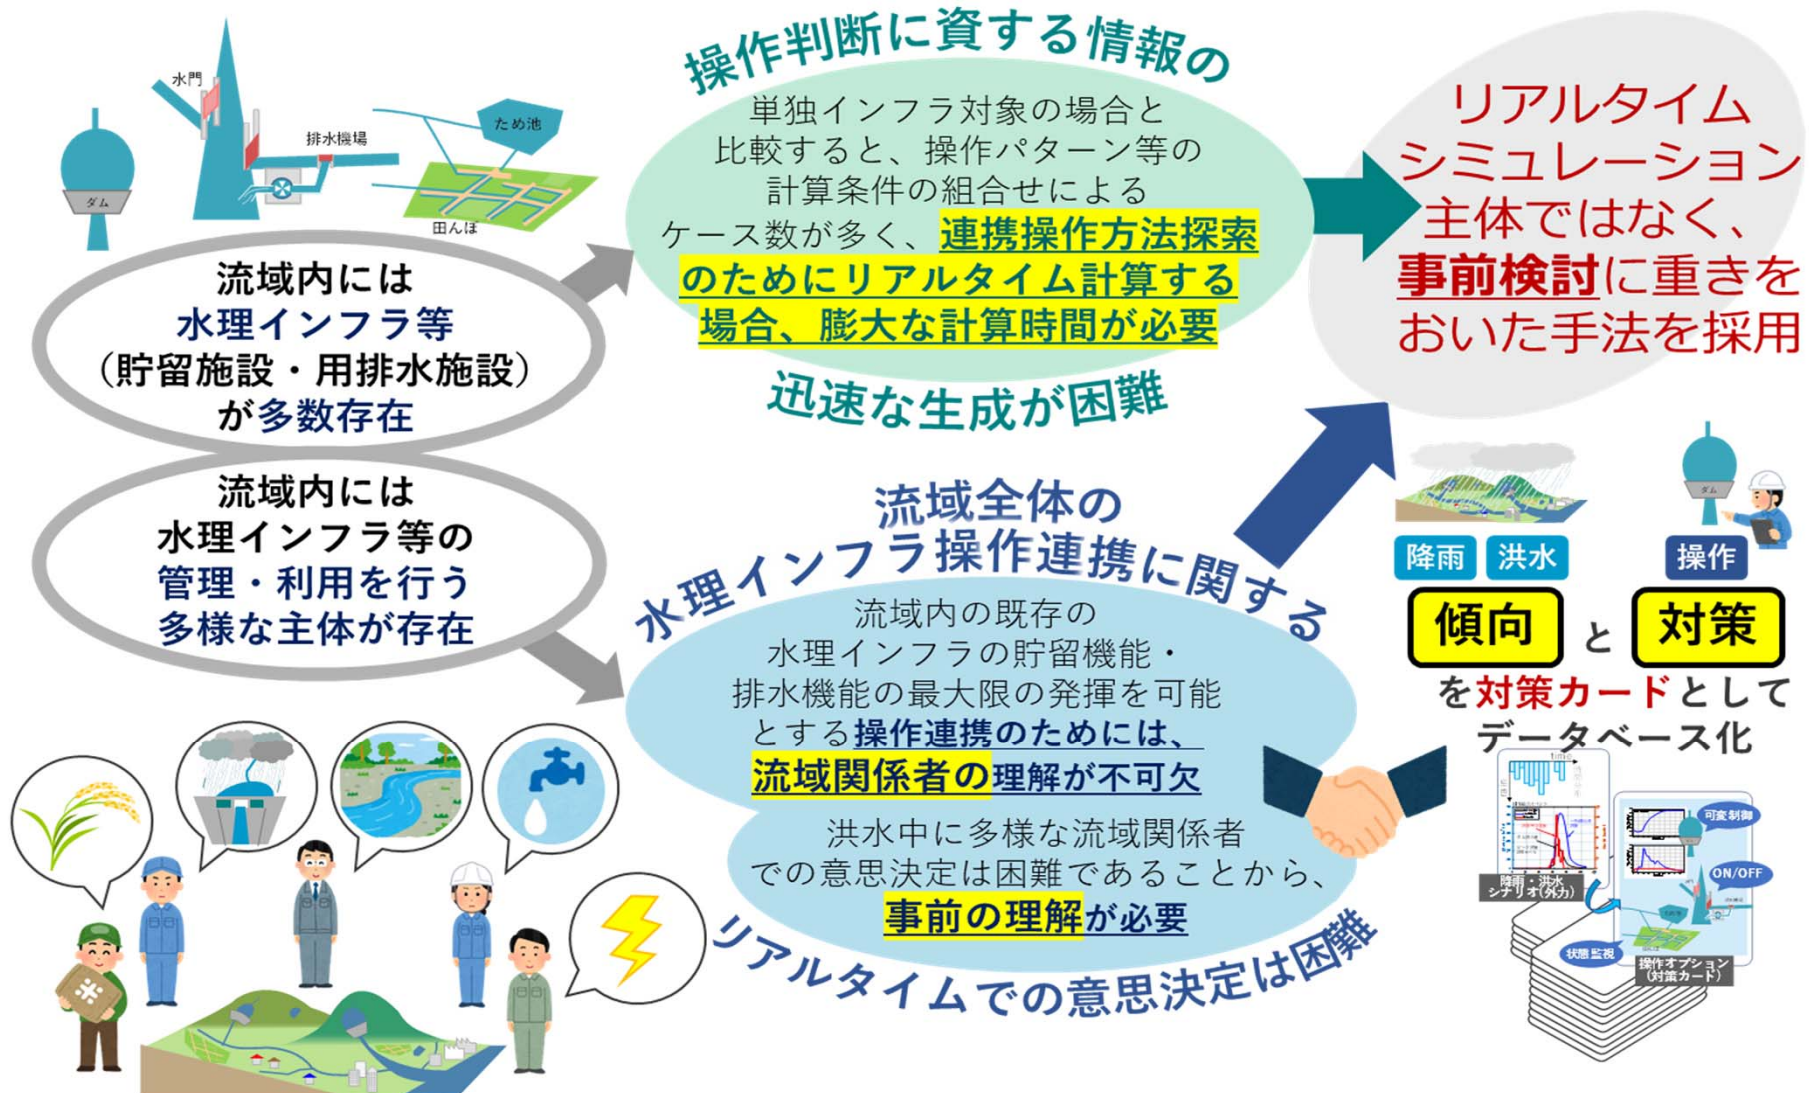 水門
排水機場
ため池
ダム
田んぼ
流域内には
水理インフラ等
（貯留施設・用排水施設）
が多数存在
流域内には
水理インフラ等の
管理・利用を行う
多様な主体が存在
米
操作判断に資する情報の
単独インフラ対象の場合と
比較すると、操作パターン等の
計算条件の組合せによる
ケース数が多く、連携操作方法探索
のためにリアルタイム計算する
場合、膨大な計算時間が必要
迅速な生成が困難
流域全体の
水理インフラ操作連携に関する
流域内の既存の
水理インフラの貯留機能・
排水機能の最大限の発揮を可能
とする操作連携のためには、
流域関係者の理解が不可欠
洪水中に多様な流域関係者
での意思決定は困難であることから、
事前の理解が必要
リアルタイムでの意思決定は困難
リアルタイム
シミュレーション
主体ではなく、
事前検討に重きを
おいた手法を採用
ダム
降雨 洪水 操作
傾向 と 対策
を対策カードとして
データベース化
time
降雨・洪水
シナリオ(外力)
可変制御
ON/OFF
状態監視
操作オプション
（対策カード）